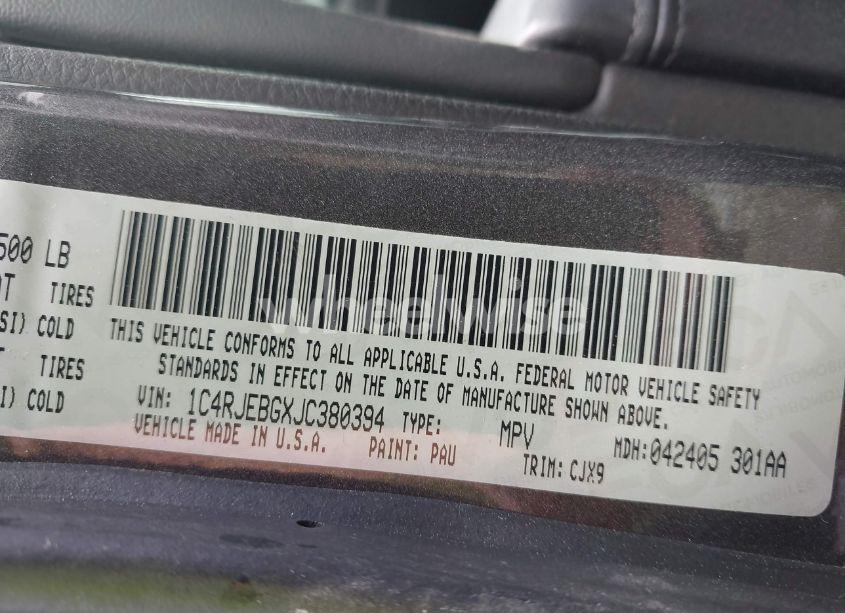 500 LB
TIRES
SI) COLD
TIRES
I) COLD
THIS VEHICLE CONFORMS TO ALL APPLICABLE U.S.A. FEDERAL MOTOR VEHICLE SAFETY
STANDARDS IN EFFECT ON THE DATE OF MANUFACTURE SHOWN ABOVE.
VIN: 1C4RJEBGXJC380394 TYPE: MPV MDH:042405 301AA
VEHICLE MADE IN U.S.A. PAINT: PAU TRIM: CJX9
wheelwise